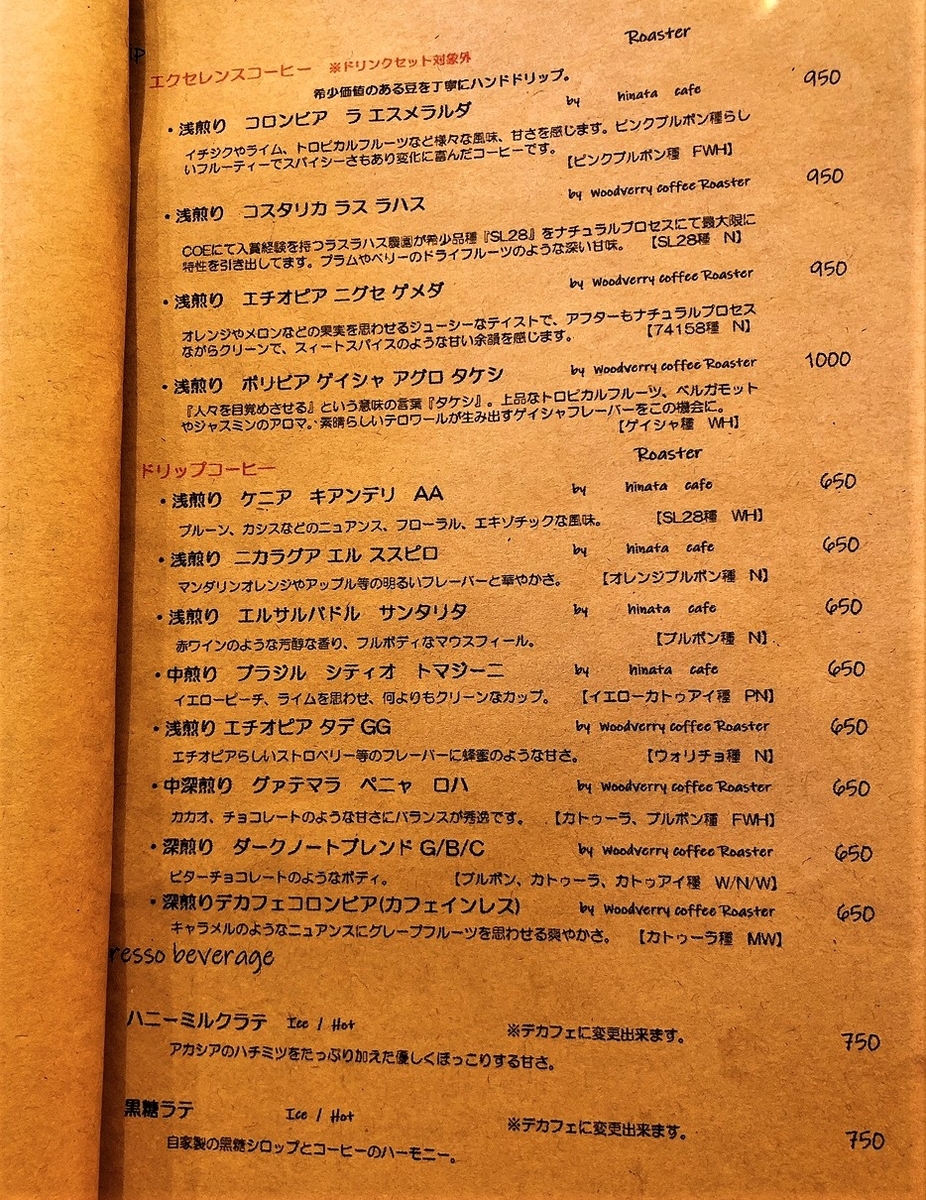 Roaster
エクセレンスコーヒー ※ドリンクセット対象外
希少価値のある豆を丁寧にハンドドリップ。
・浅煎り コロンビア ラ エスメラルダ by hinata cafe 950
イチジクやライム、トロピカルフルーツなど様々な風味、甘さを感じます。ピンクブルボン種らし
いフルーティーでスパイシーさもあり変化に富んだコーヒーです。 【ピンクブルボン種 FWH】
・浅煎り コスタリカ ラス ラハス by Woodverry coffee Roaster 950
COEにて入賞経験を持つラスラハス農園が希少品種『SL28』をナチュラルプロセスにて最大限に
特性を引き出してます。プラムやベリーのドライフルーツのような深い甘味。 【SL28種 N】
・浅煎り エチオピア ニグセ ゲメダ by Woodverry coffee Roaster 950
オレンジやメロンなどの果実を思わせるジューシーなテイストで、アフターもナチュラルプロセス
ながらクリーンで、スィートスパイスのような甘い余韻を感じます。 【74158種 N】
・浅煎り ボリビア ゲイシャ アグロ タケシ by Woodverry coffee Roaster 1000
『人々を目覚めさせる』という意味の言葉『タケシ』。上品なトロピカルフルーツ、ベルガモット
やジャスミンのアロマ。素晴らしいテロワールが生み出すゲイシャフレーバーをこの機会に。
【ゲイシャ種 WH】
Roaster
ドリップコーヒー
・浅煎り ケニア キアンデリ AA by hinata cafe 650
プルーン、カシスなどのニュアンス、フローラル、エキゾチックな風味。 【SL28種 WH】
・浅煎り ニカラグア エル ススピロ by hinata cafe 650
マンダリンオレンジやアップル等の明るいフレーバーと華やかさ。 【オレンジブルボン種 N】
・浅煎り エルサルバドル サンタリタ by hinata cafe 650
赤ワインのような芳醇な香り、フルボディなマウスフィール。 【ブルボン種 N】
・中煎り ブラジル シティオ トマジーニ by hinata cafe 650
イエローピーチ、ライムを思わせ、何よりもクリーンなカップ。 【イエローカトゥアイ種 PN】
・浅煎り エチオピア タデ GG by Woodverry coffee Roaster 650
エチオピアらしいストロベリー等のフレーバーに蜂蜜のような甘さ。 【ウォリチョ種 N】
・中深煎り グァテマラ ペニャ ロハ by Woodverry coffee Roaster 650
カカオ、チョコレートのような甘さにバランスが秀逸です。 【カトゥーラ、ブルボン種 FWH】
・深煎り ダークノートブレンド G/B/C by Woodverry coffee Roaster 650
ビターチョコレートのようなボディ。 【ブルボン、カトゥーラ、カトゥアイ種 W/N/W】
・深煎りデカフェコロンビア(カフェインレス) by Woodverry coffee Roaster 650
キャラメルのようなニュアンスにグレープフルーツを思わせる爽やかさ。 【カトゥーラ種 MW】
resso beverage
ハニーミルクラテ Ice / Hot ※デカフェに変更出来ます。 750
アカシアのハチミツをたっぷり加えた優しくほっこりする甘さ。
黒糖ラテ Ice / Hot ※デカフェに変更出来ます。 750
自家製の黒糖シロップとコーヒーのハーモニー。